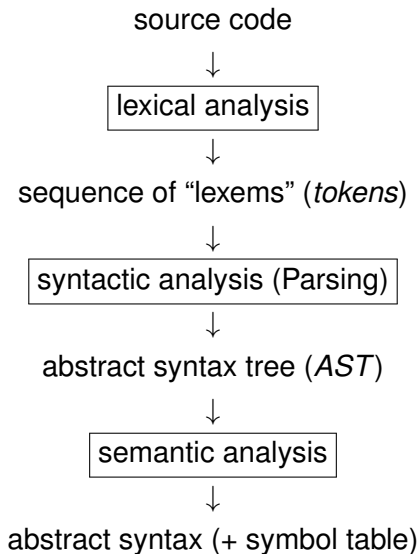 source code
↓
lexical analysis
↓
sequence of “lexems” (tokens)
↓
syntactic analysis (Parsing)
↓
abstract syntax tree (AST)
↓
semantic analysis
↓
abstract syntax (+ symbol table)